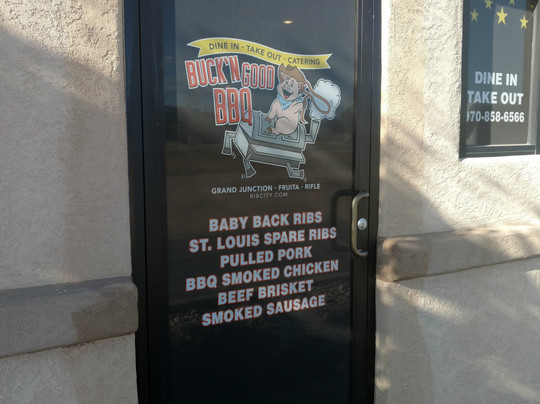 DINE IN - TAKE OUT - CATERING
BUCK'N GOOD
BBQ
GRAND JUNCTION · FRUITA · RIFLE
RIBCITY.COM
BABY BACK RIBS
ST. LOUIS SPARE RIBS
PULLED PORK
BBQ SMOKED CHICKEN
BEEF BRISKET
SMOKED SAUSAGE
DINE IN
TAKE OUT
970-858-6566